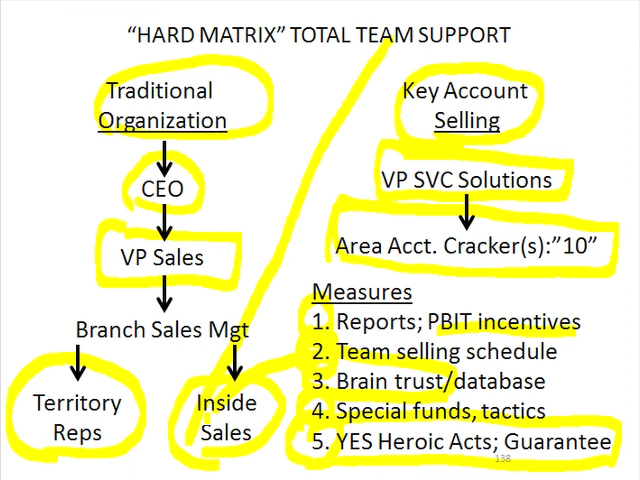 “HARD MATRIX” TOTAL TEAM SUPPORT
Traditional
Organization
CEO
VP Sales
Branch Sales Mgt
Territory
Reps
Inside
Sales
Key Account
Selling
VP SVC Solutions
Area Acct. Cracker(s):”10”
Measures
1. Reports; PBIT incentives
2. Team selling schedule
3. Brain trust/database
4. Special funds, tactics
5. YES Heroic Acts; Guarantee
138